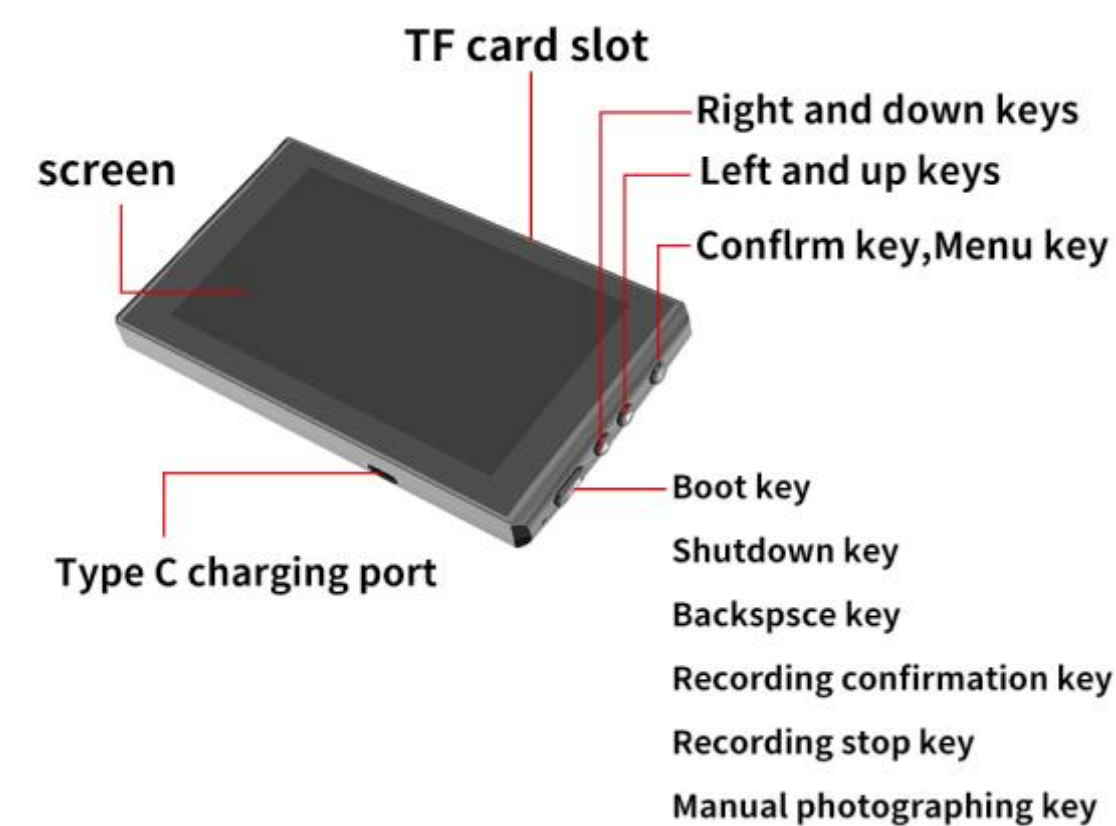 TF card slot
Right and down keys
screen
Left and up keys
Conflrm key,Menu key
Boot key
Shutdown key
Type C charging port
Backspsce key
Recording confirmation key
Recording stop key
Manual photographing key